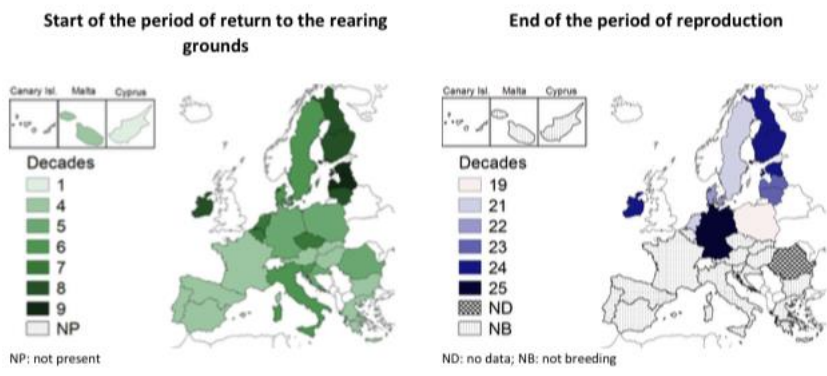 Start of the period of return to the rearing
grounds
Canary Isl.
Malta
Cyprus
Decades
1
4
5
6
7
8
9
NP
NP: not present
End of the period of reproduction
Canary Isl.
Malta
Cyprus
Decades
19
21
22
23
24
25
ND
NB
ND: no data; NB: not breeding